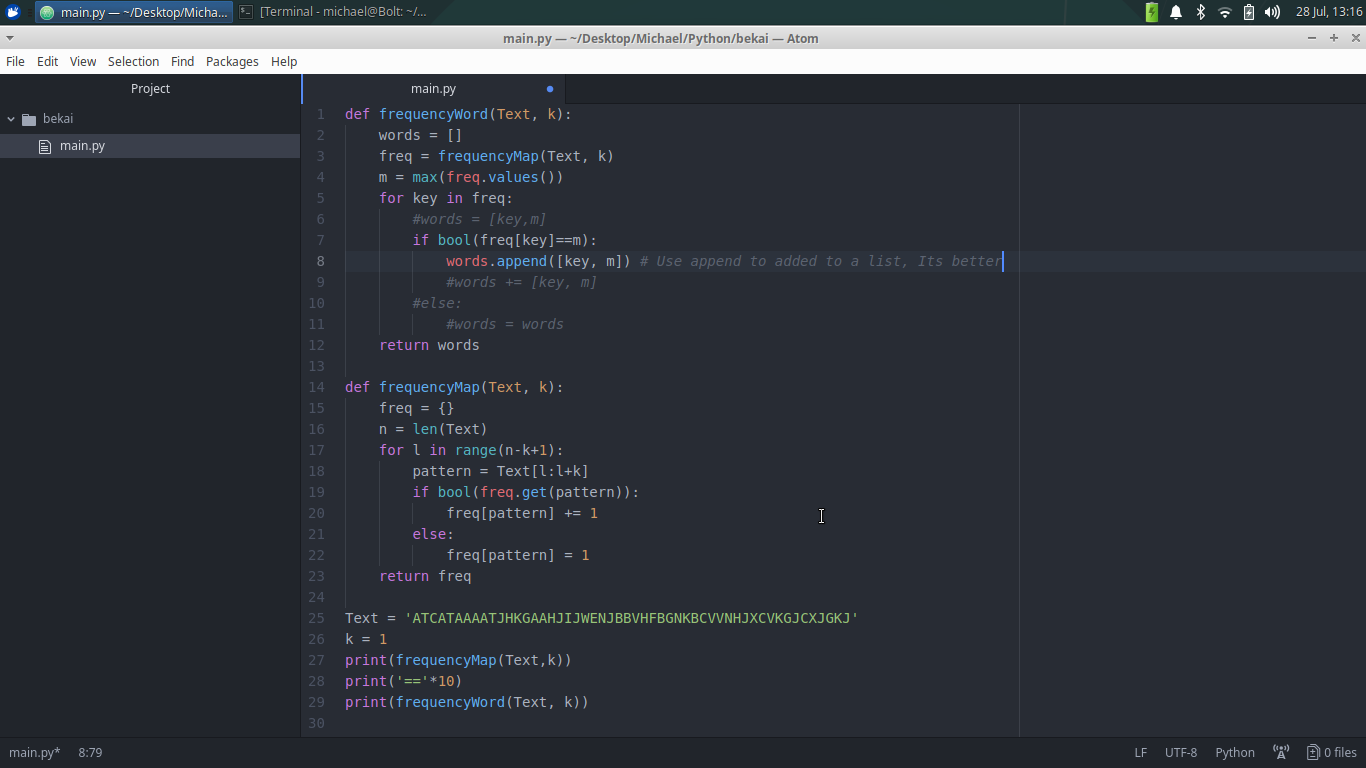 main.py — ~/Desktop/Micha...
[Terminal - michael@Bolt: ~/...
28 Jul, 13:16
main.py — ~/Desktop/Michael/Python/bekai — Atom
File Edit View Selection Find Packages Help
Project
main.py
bekai
main.py
1 def frequencyWord(Text, k):
2     words = []
3     freq = frequencyMap(Text, k)
4     m = max(freq.values())
5     for key in freq:
6         #words = [key,m]
7         if bool(freq[key]==m):
8             words.append([key, m]) # Use append to added to a list, Its better
9             #words += [key, m]
10         #else:
11             #words = words
12     return words
13
14 def frequencyMap(Text, k):
15     freq = {}
16     n = len(Text)
17     for l in range(n-k+1):
18         pattern = Text[l:l+k]
19         if bool(freq.get(pattern)):
20             freq[pattern] += 1
21         else:
22             freq[pattern] = 1
23     return freq
24
25 Text = 'ATCATAAAATJHKGAAHJIJWENJBBVHFBGNKBCVVNHJXCVKGJCXJGKJ'
26 k = 1
27 print(frequencyMap(Text,k))
28 print('=='*10)
29 print(frequencyWord(Text, k))
30
main.py* 8:79 LF UTF-8 Python 0 files